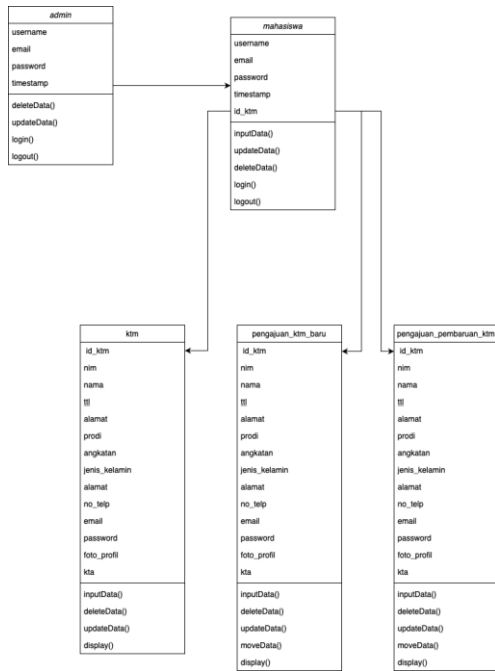 admin
username
email
password
timestamp
deleteData()
updateData()
login()
logout()
mahasiswa
username
email
password
timestamp
id_ktm
inputData()
updateData()
deleteData()
login()
logout()
ktm
id_ktm
nim
nama
ttl
alamat
prodi
angkatan
jenis_kelamin
alamat
no_telp
email
password
foto_profil
kta
inputData()
deleteData()
updateData()
display()
pengajuan_ktm_baru
id_ktm
nim
nama
ttl
alamat
prodi
angkatan
jenis_kelamin
alamat
no_telp
email
password
foto_profil
kta
inputData()
deleteData()
updateData()
moveData()
display()
pengajuan_pembaruan_ktm
id_ktm
nim
nama
ttl
alamat
prodi
angkatan
jenis_kelamin
alamat
no_telp
email
password
foto_profil
kta
inputData()
deleteData()
updateData()
moveData()
display()